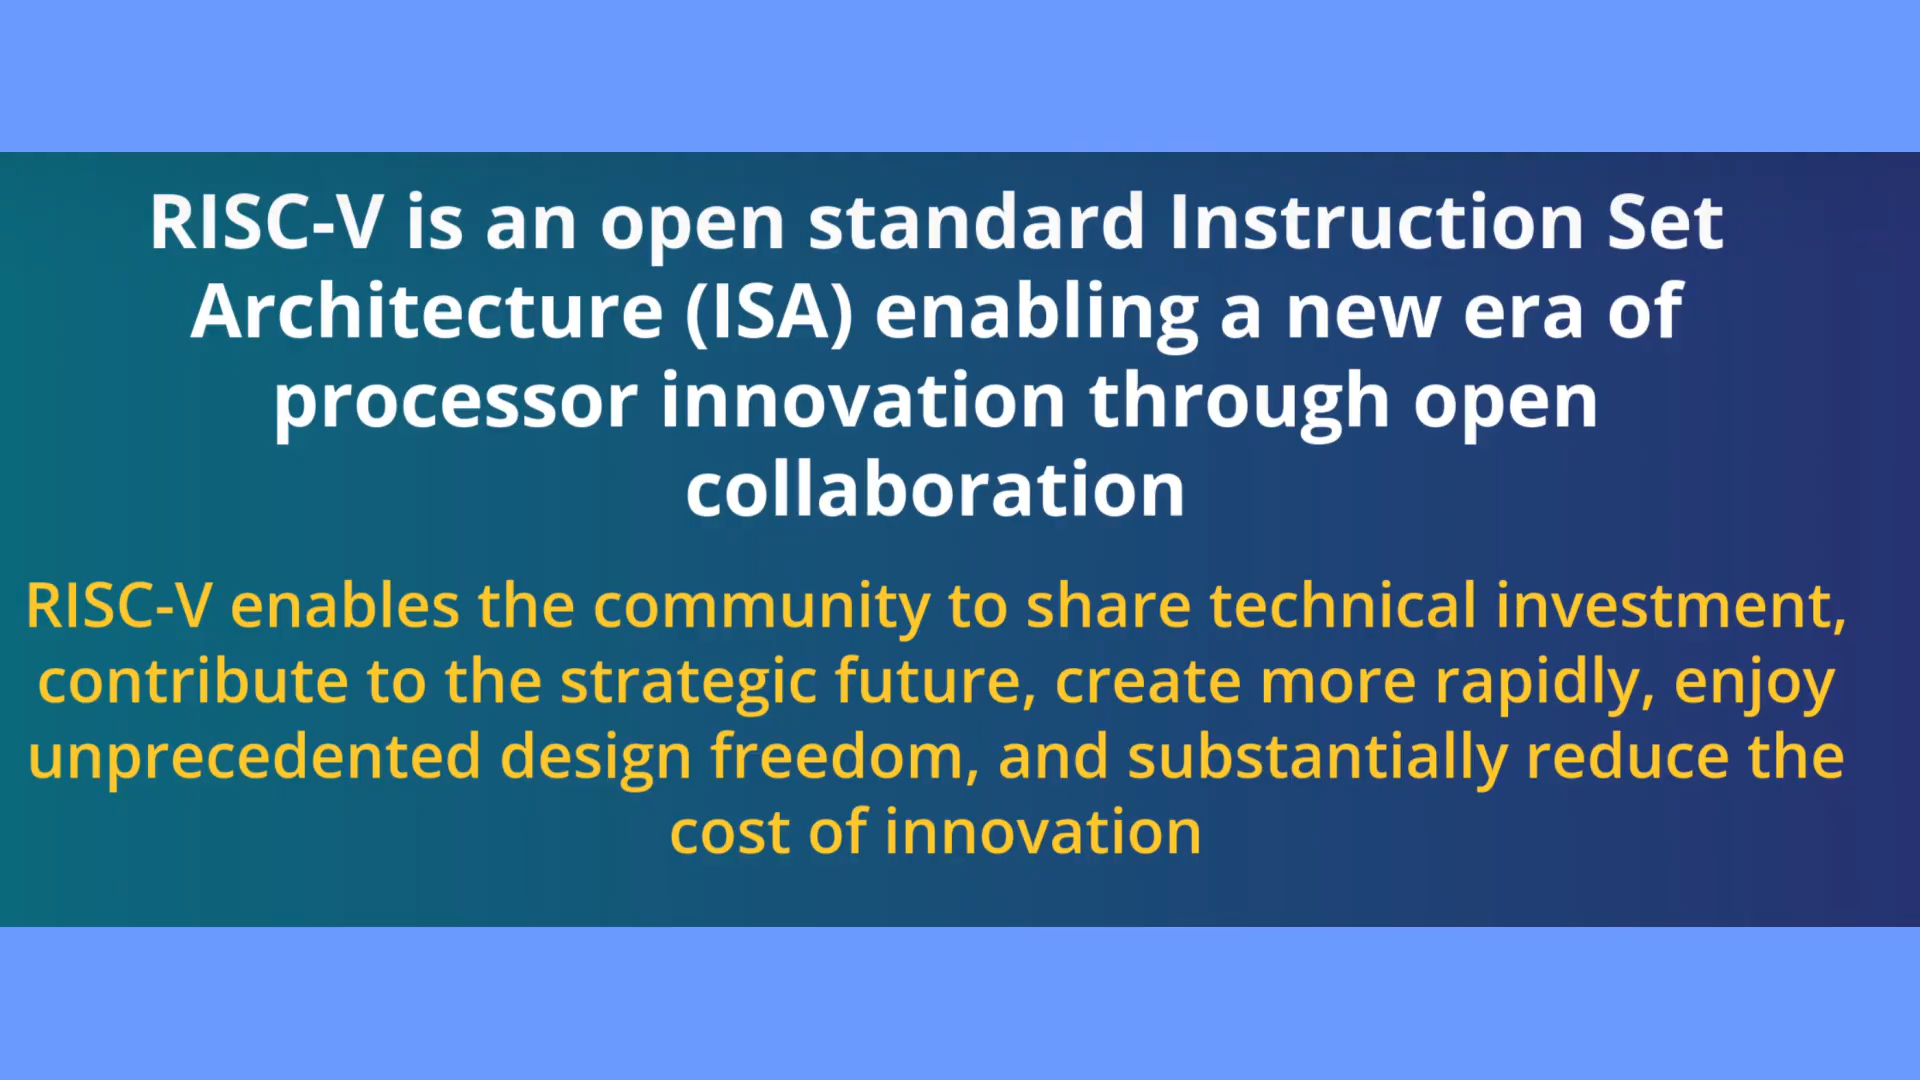 RISC-V is an open standard Instruction Set
Architecture (ISA) enabling a new era of
processor innovation through open
collaboration
RISC-V enables the community to share technical investment,
contribute to the strategic future, create more rapidly, enjoy
unprecedented design freedom, and substantially reduce the
cost of innovation